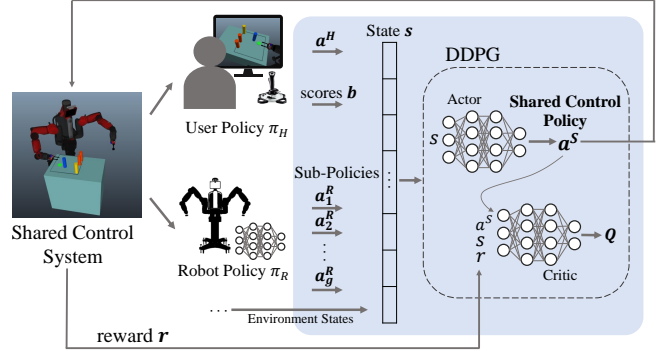 a^H
State s
DDPG
scores b
Actor
Shared Control
Policy
s
a^S
User Policy π_H
Sub-Policies
a_1^R
a_2^R
⋮
⋮
a_g^R
a^S
s
r
Q
Critic
Shared Control
System
Robot Policy π_R
...
Environment States
reward r